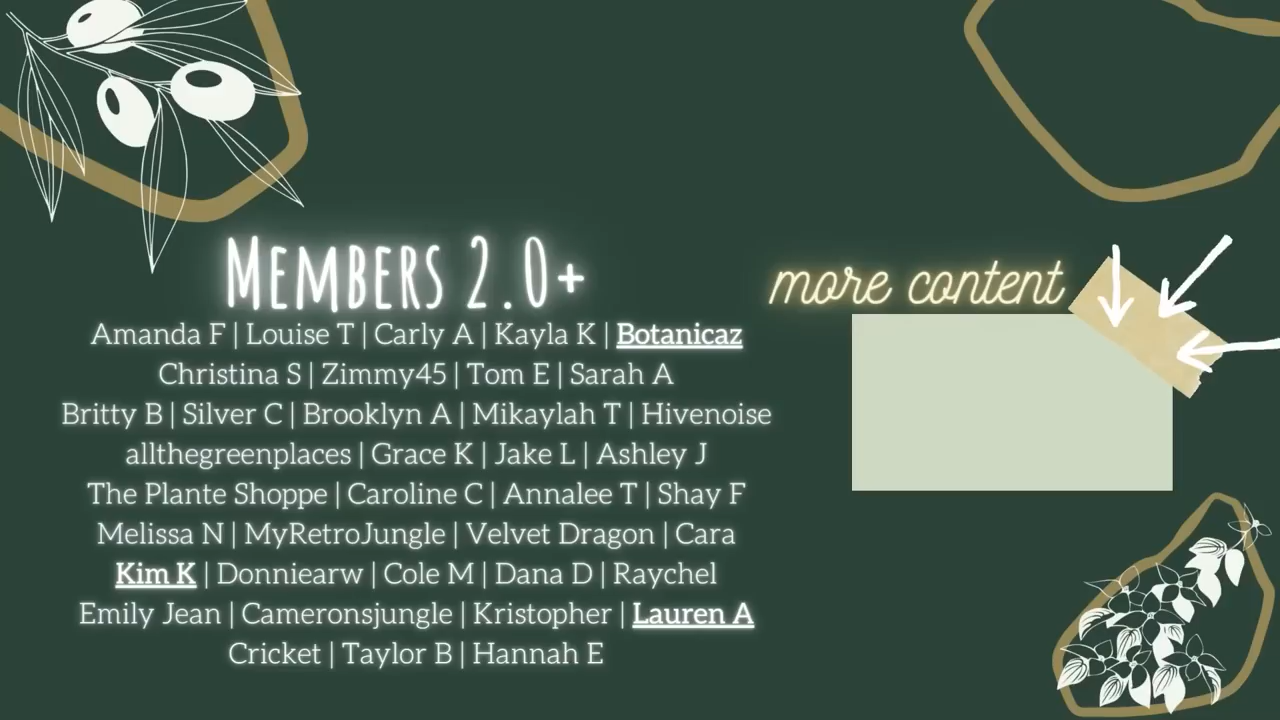 Members 2.0+
Amanda F | Louise T | Carly A | Kayla K | Botanicaz
Christina S | Zimmy45 | Tom E | Sarah A
Britty B | Silver C | Brooklyn A | Mikaylah T | Hivenoise
allthegreenplaces | Grace K | Jake L | Ashley J
The Plante Shoppe | Caroline C | Annalee T | Shay F
Melissa N | MyRetroJungle | Velvet Dragon | Cara
Kim K | Donniearw | Cole M | Dana D | Raychel
Emily Jean | Cameronsjungle | Kristopher | Lauren A
Cricket | Taylor B | Hannah E
more content